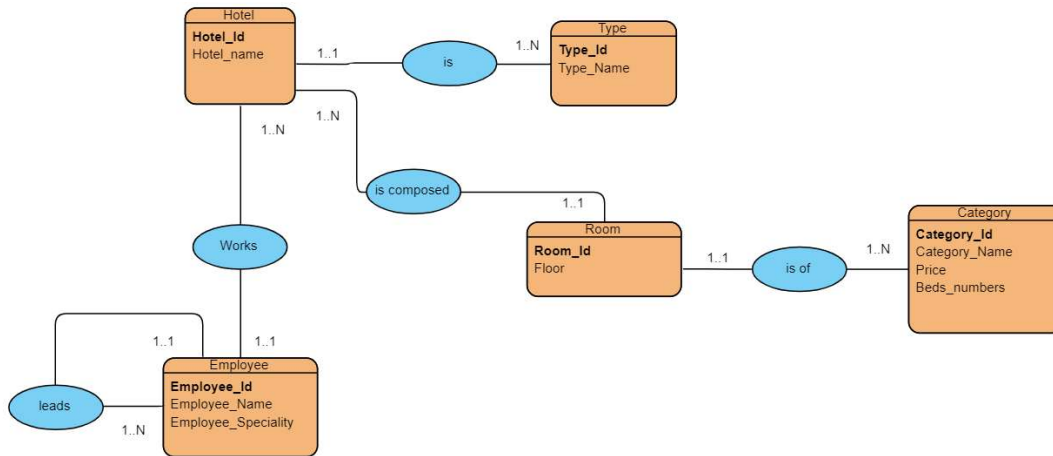 Hotel
Hotel_Id
Hotel_name
1..1
is
1..N
Type
Type_Id
Type_Name
1..N
1..N
is composed
1..1
Room
Room_Id
Floor
1..1
is of
1..N
Category
Category_Id
Category_Name
Price
Beds_numbers
Works
1..1
1..1
Employee
Employee_Id
Employee_Name
Employee_Speciality
leads
1..N